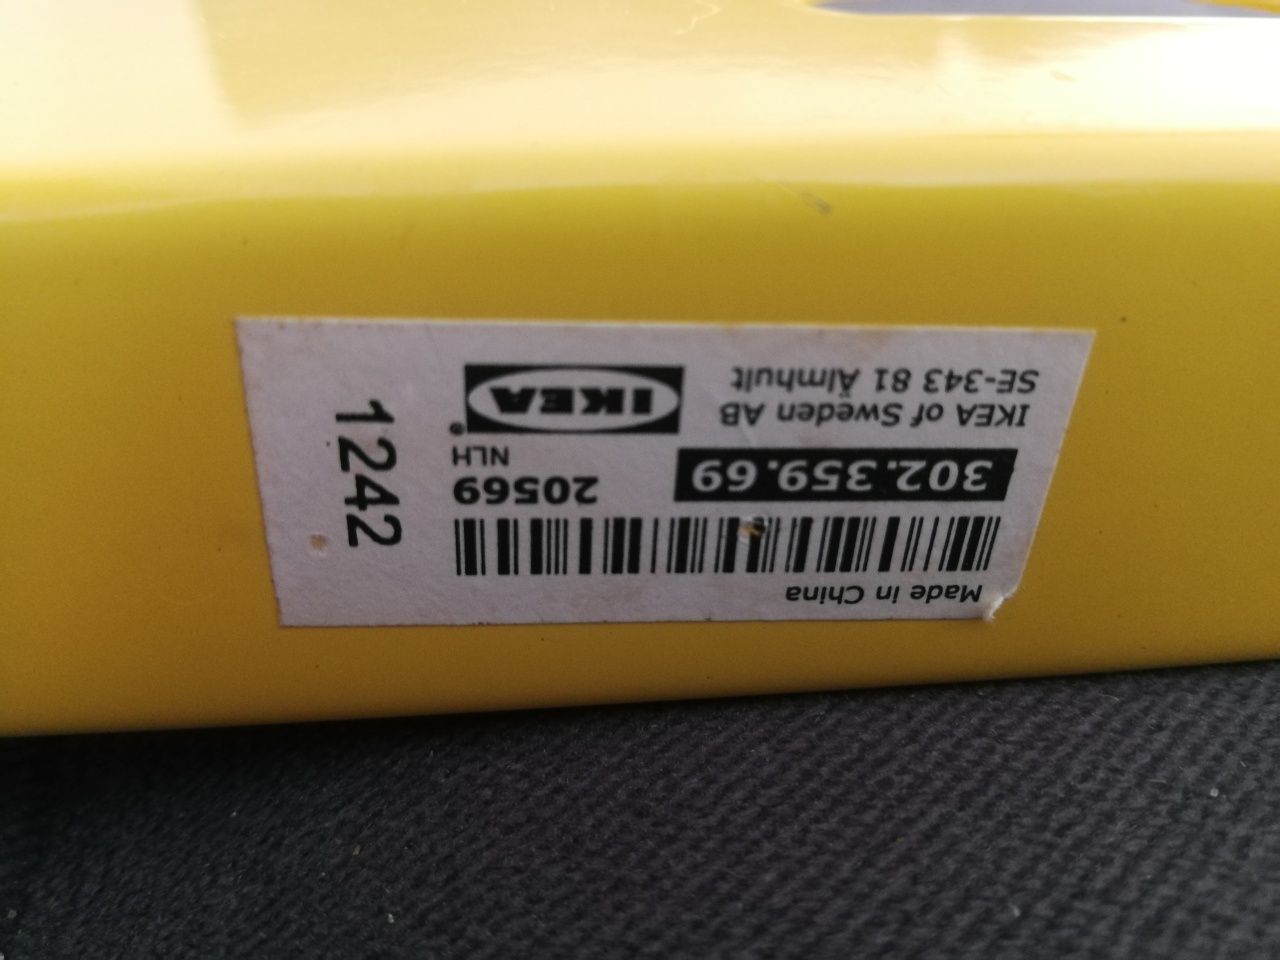 Made in China
302.359.69
20569
NLH
IKEA of Sweden AB
SE-343 81 Älmhult
IKEA®
1242